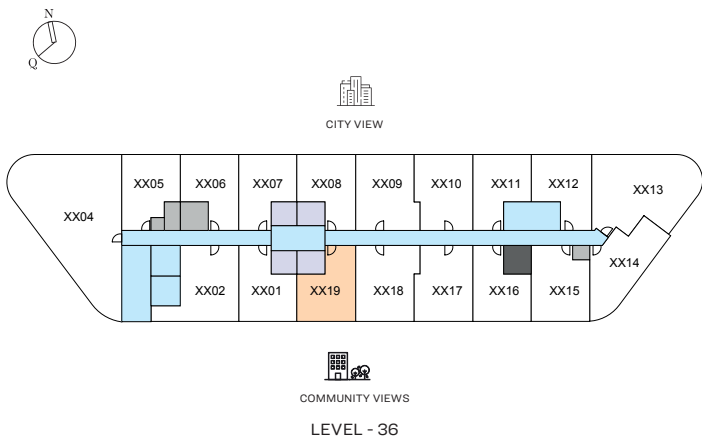 N
Q
CITY VIEW
XX05 XX06 XX07 XX08 XX09 XX10 XX11 XX12 XX13
XX04
XX14
XX02 XX01 XX19 XX18 XX17 XX16 XX15
COMMUNITY VIEWS
LEVEL - 36